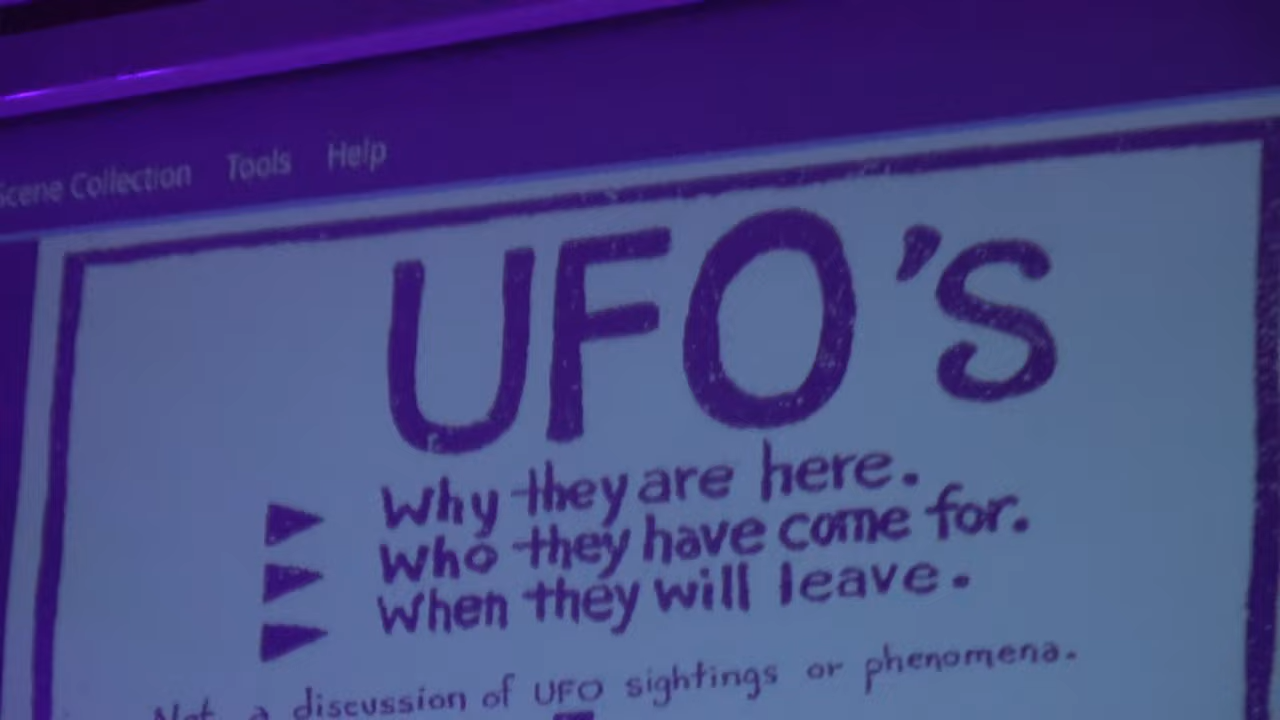 Scene Collection Tools Help
UFO's
Why they are here.
Who they have come for.
When they will leave.
Not a discussion of UFO sightings or phenomena.